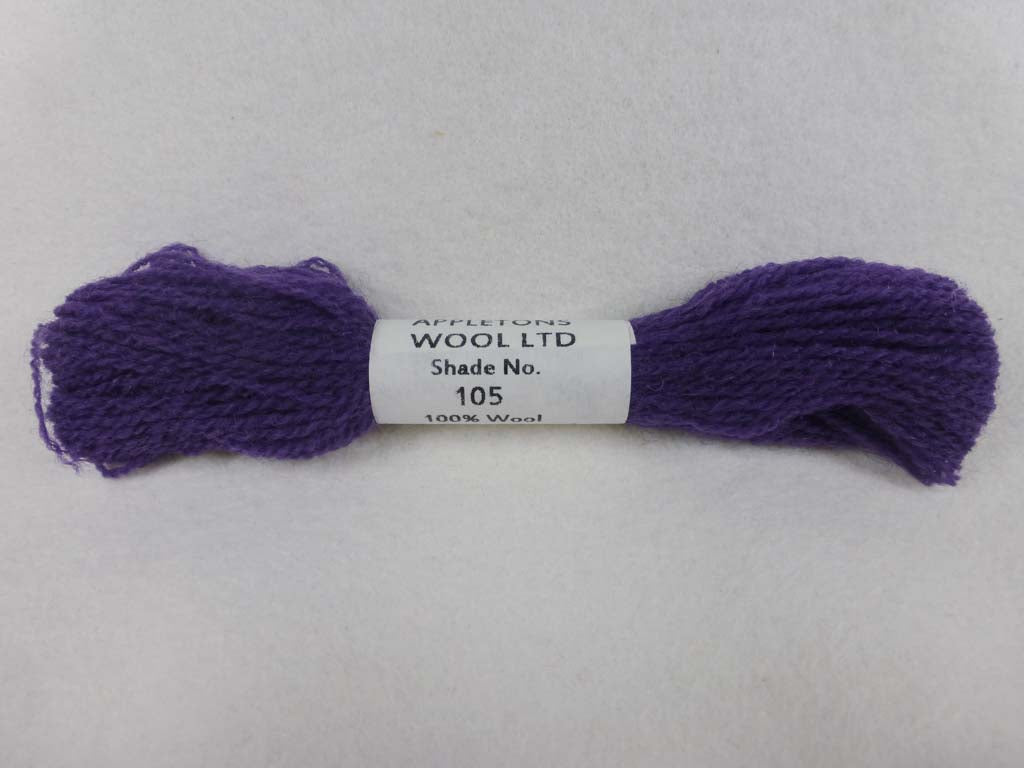 APPLETONS
WOOL LTD
Shade No.
105
100% Wool